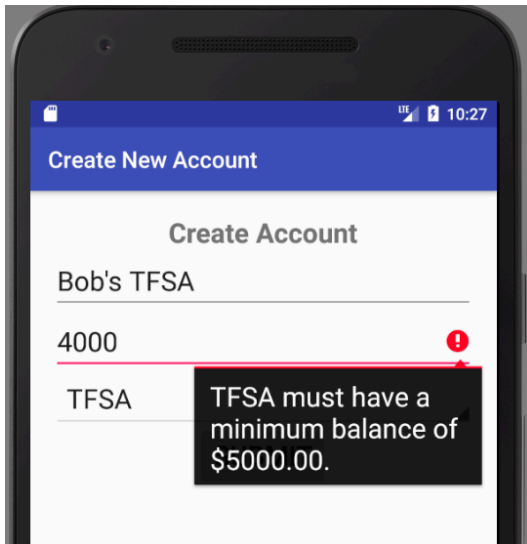 LTE 10:27
Create New Account
Create Account
Bob's TFSA
4000
TFSA
TFSA must have a
minimum balance of
$5000.00.